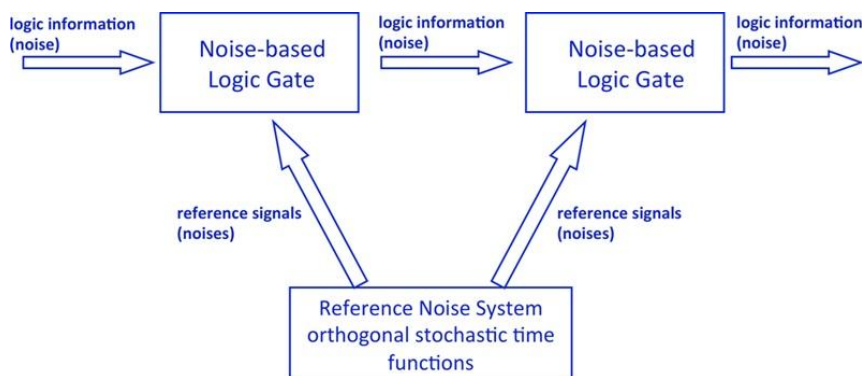 logic information
(noise)
Noise-based
Logic Gate
logic information
(noise)
Noise-based
Logic Gate
logic information
(noise)
reference signals
(noises)
reference signals
(noises)
Reference Noise System
orthogonal stochastic time
functions